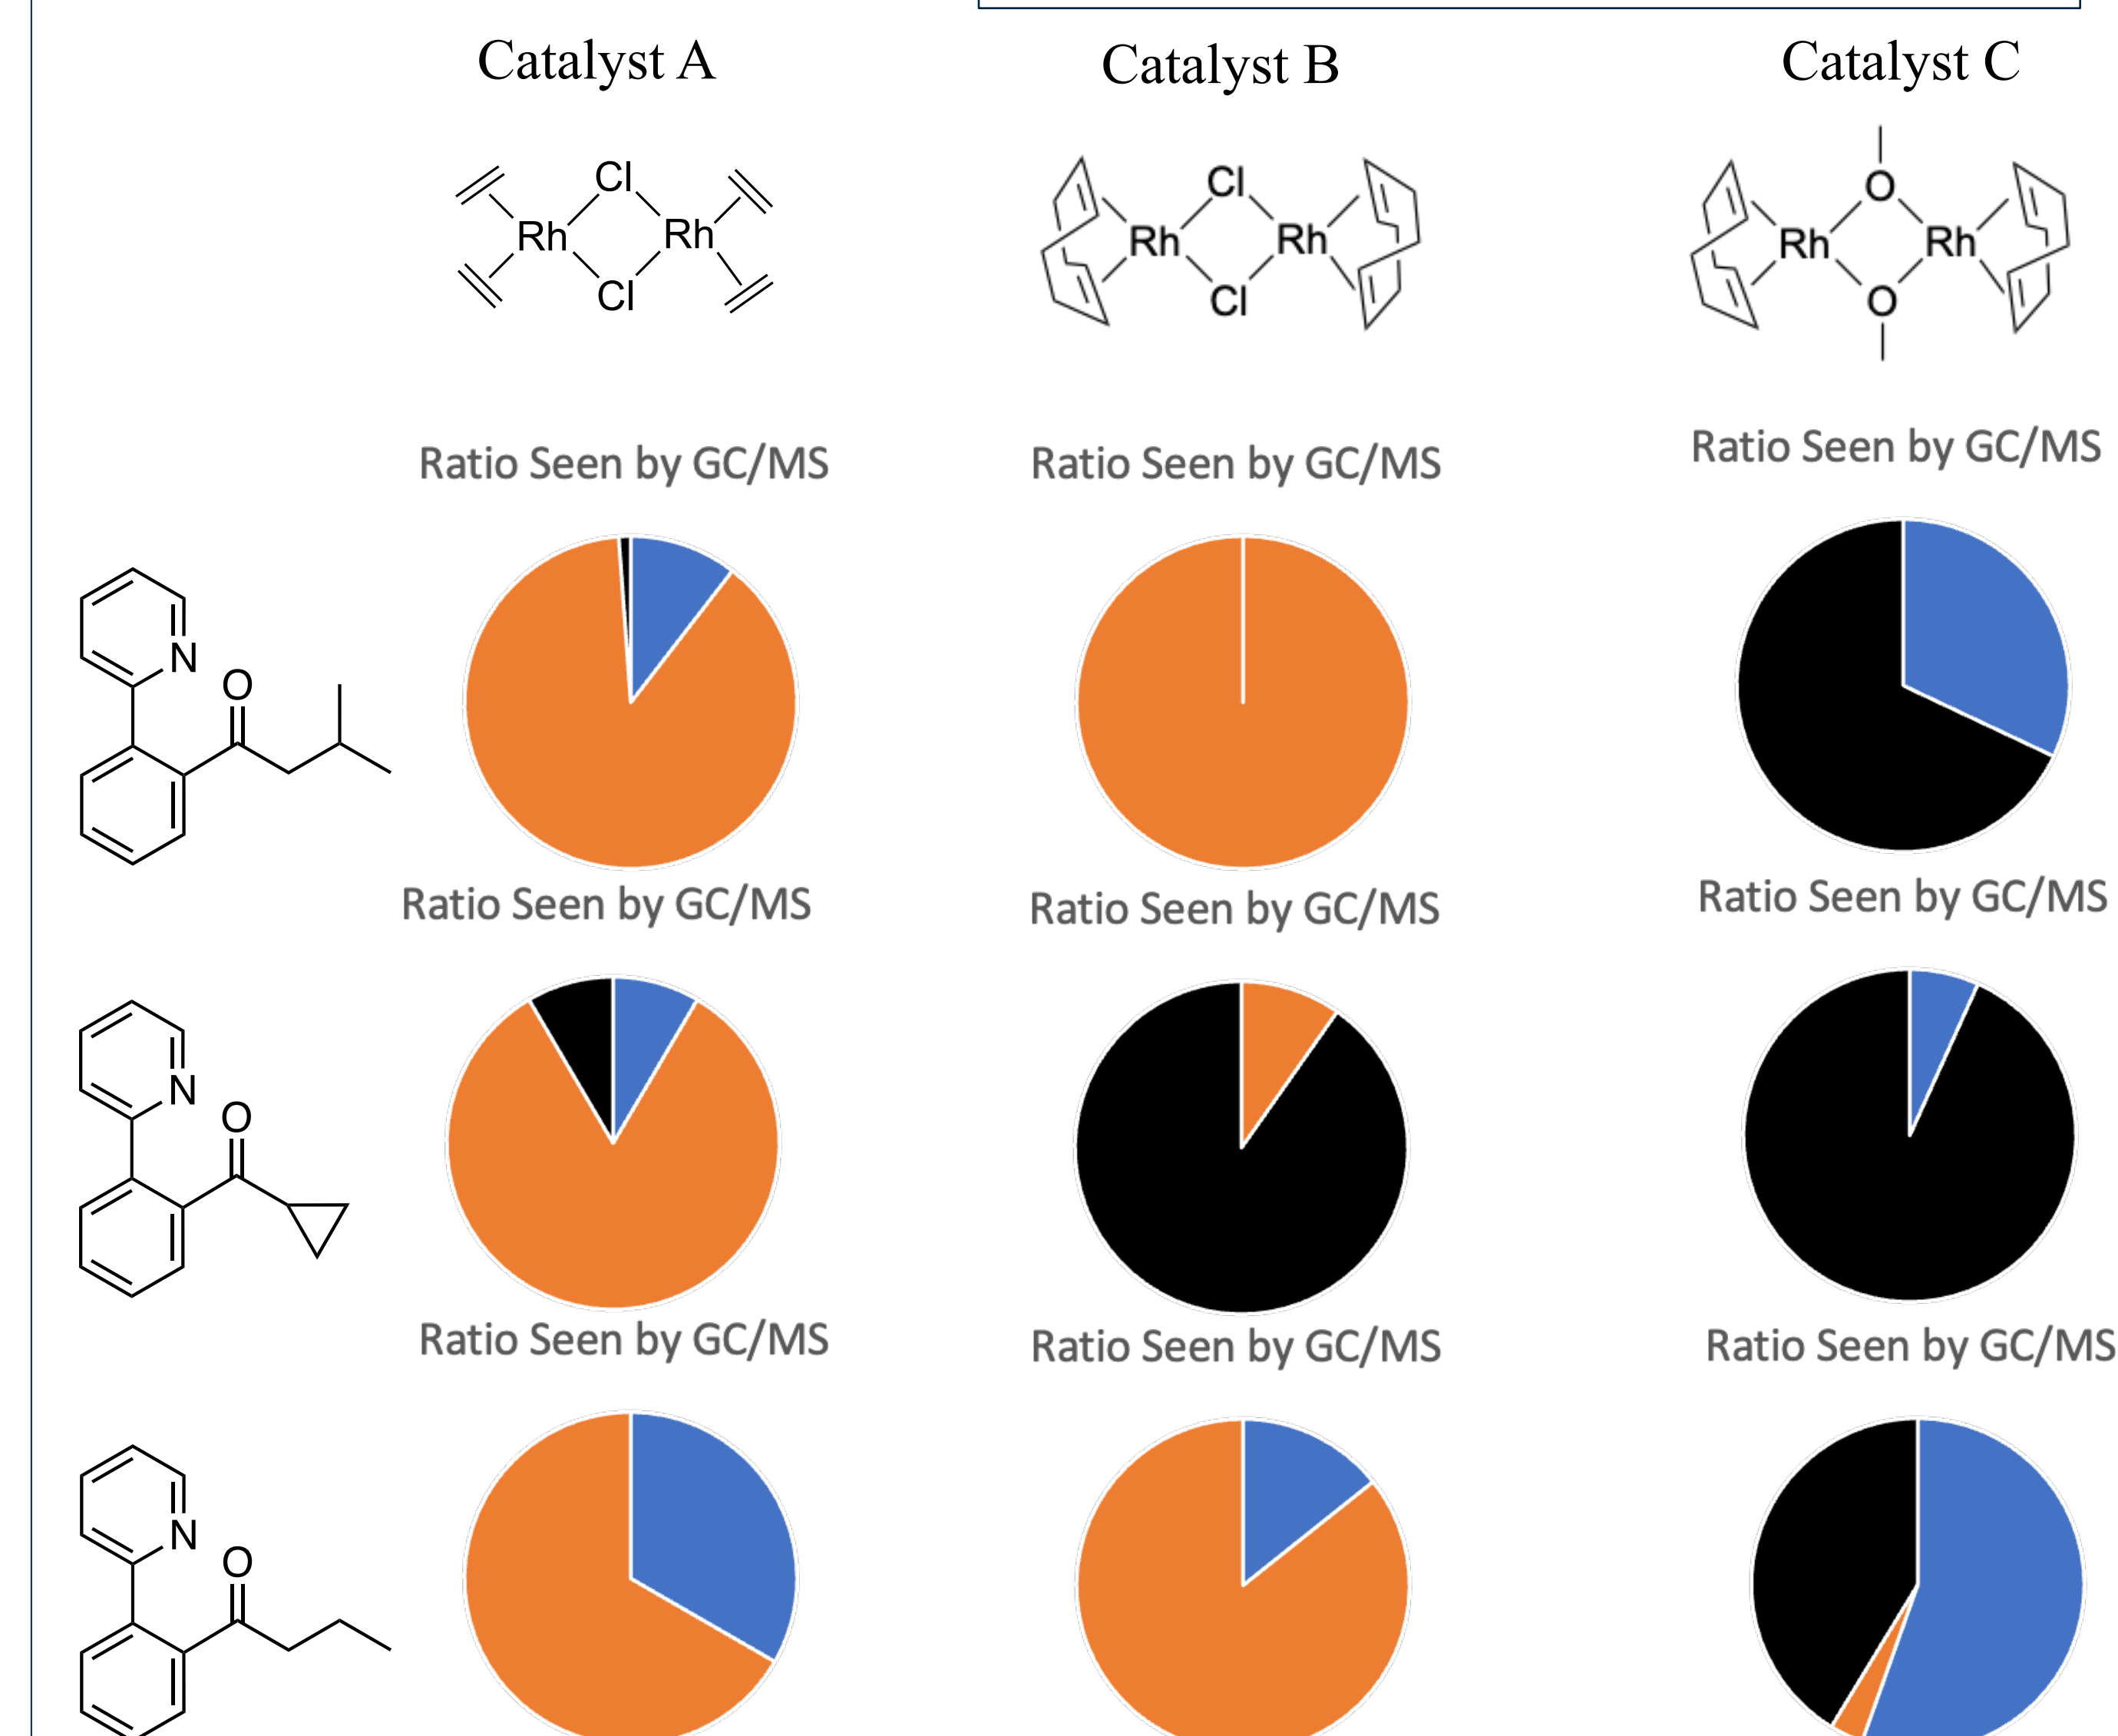 Catalyst A
Catalyst B
Catalyst C
Cl
Rh
Rh
Cl
Cl
Rh
Rh
Cl
O
Rh
Rh
O
Ratio Seen by GC/MS
Ratio Seen by GC/MS
Ratio Seen by GC/MS
N
O
Ratio Seen by GC/MS
Ratio Seen by GC/MS
Ratio Seen by GC/MS
N
O
Ratio Seen by GC/MS
Ratio Seen by GC/MS
Ratio Seen by GC/MS
N
O